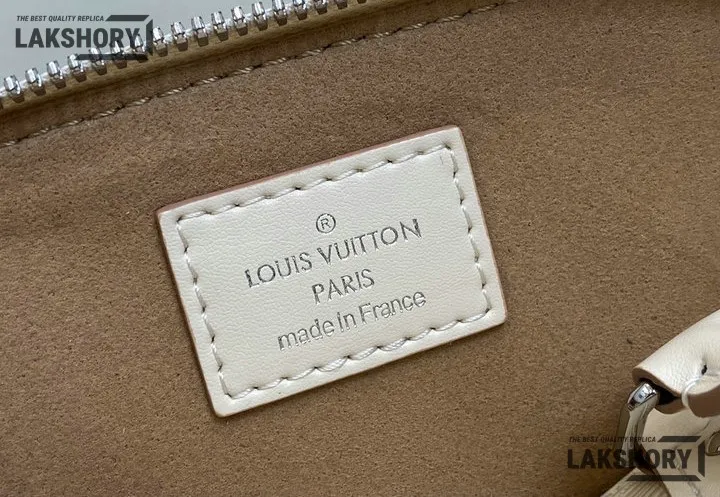 THE BEST QUALITY REPLICA
LAKSHORY
®
LOUIS VUITTON
PARIS
made in France
THE BEST QUALITY REPLICA
LAKSHORY